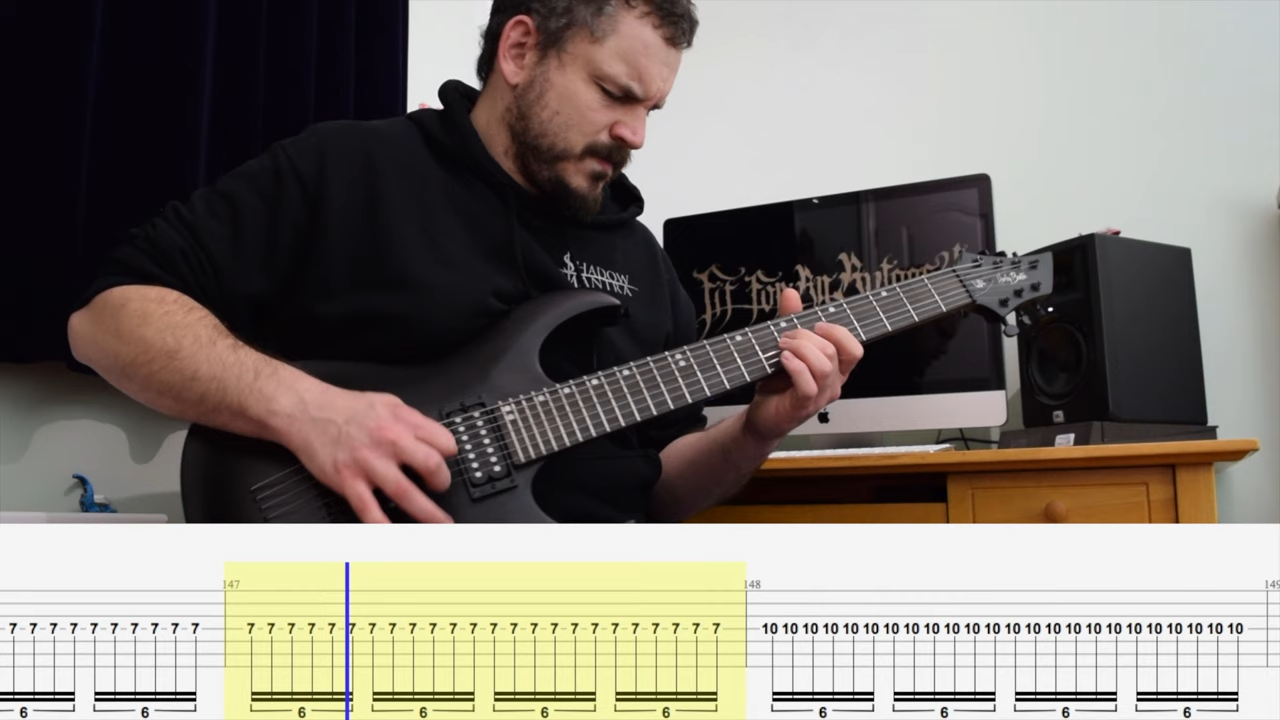 SHADOW
Fit For An Autopsy
147 148 149
7 7 7 7 7 7 7 7 7 7 7 7 7 7 7 7 7 7 7 7 7 7 7 7 7 7 7 7 7 7 7 7 7 7 10 10 10 10 10 10 10 10 10 10 10 10 10 10 10 10 10 10 10 10 10 10 10 10
6 6 6 6 6 6 6 6 6 6